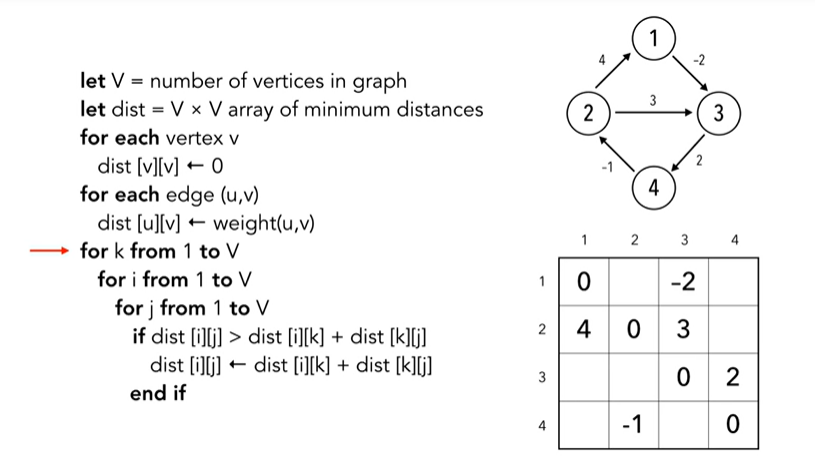 let V = number of vertices in graph
let dist = V × V array of minimum distances
for each vertex v
dist [v][v] ← 0
for each edge (u,v)
dist [u][v] ← weight(u,v)
for k from 1 to V
for i from 1 to V
for j from 1 to V
if dist [i][j] > dist [i][k] + dist [k][j]
dist [i][j] ← dist [i][k] + dist [k][j]
end if
1
4 -2
2 3 3
-1 2
4
1 2 3 4
1 0 -2
2 4 0 3
3 0 2
4 -1 0